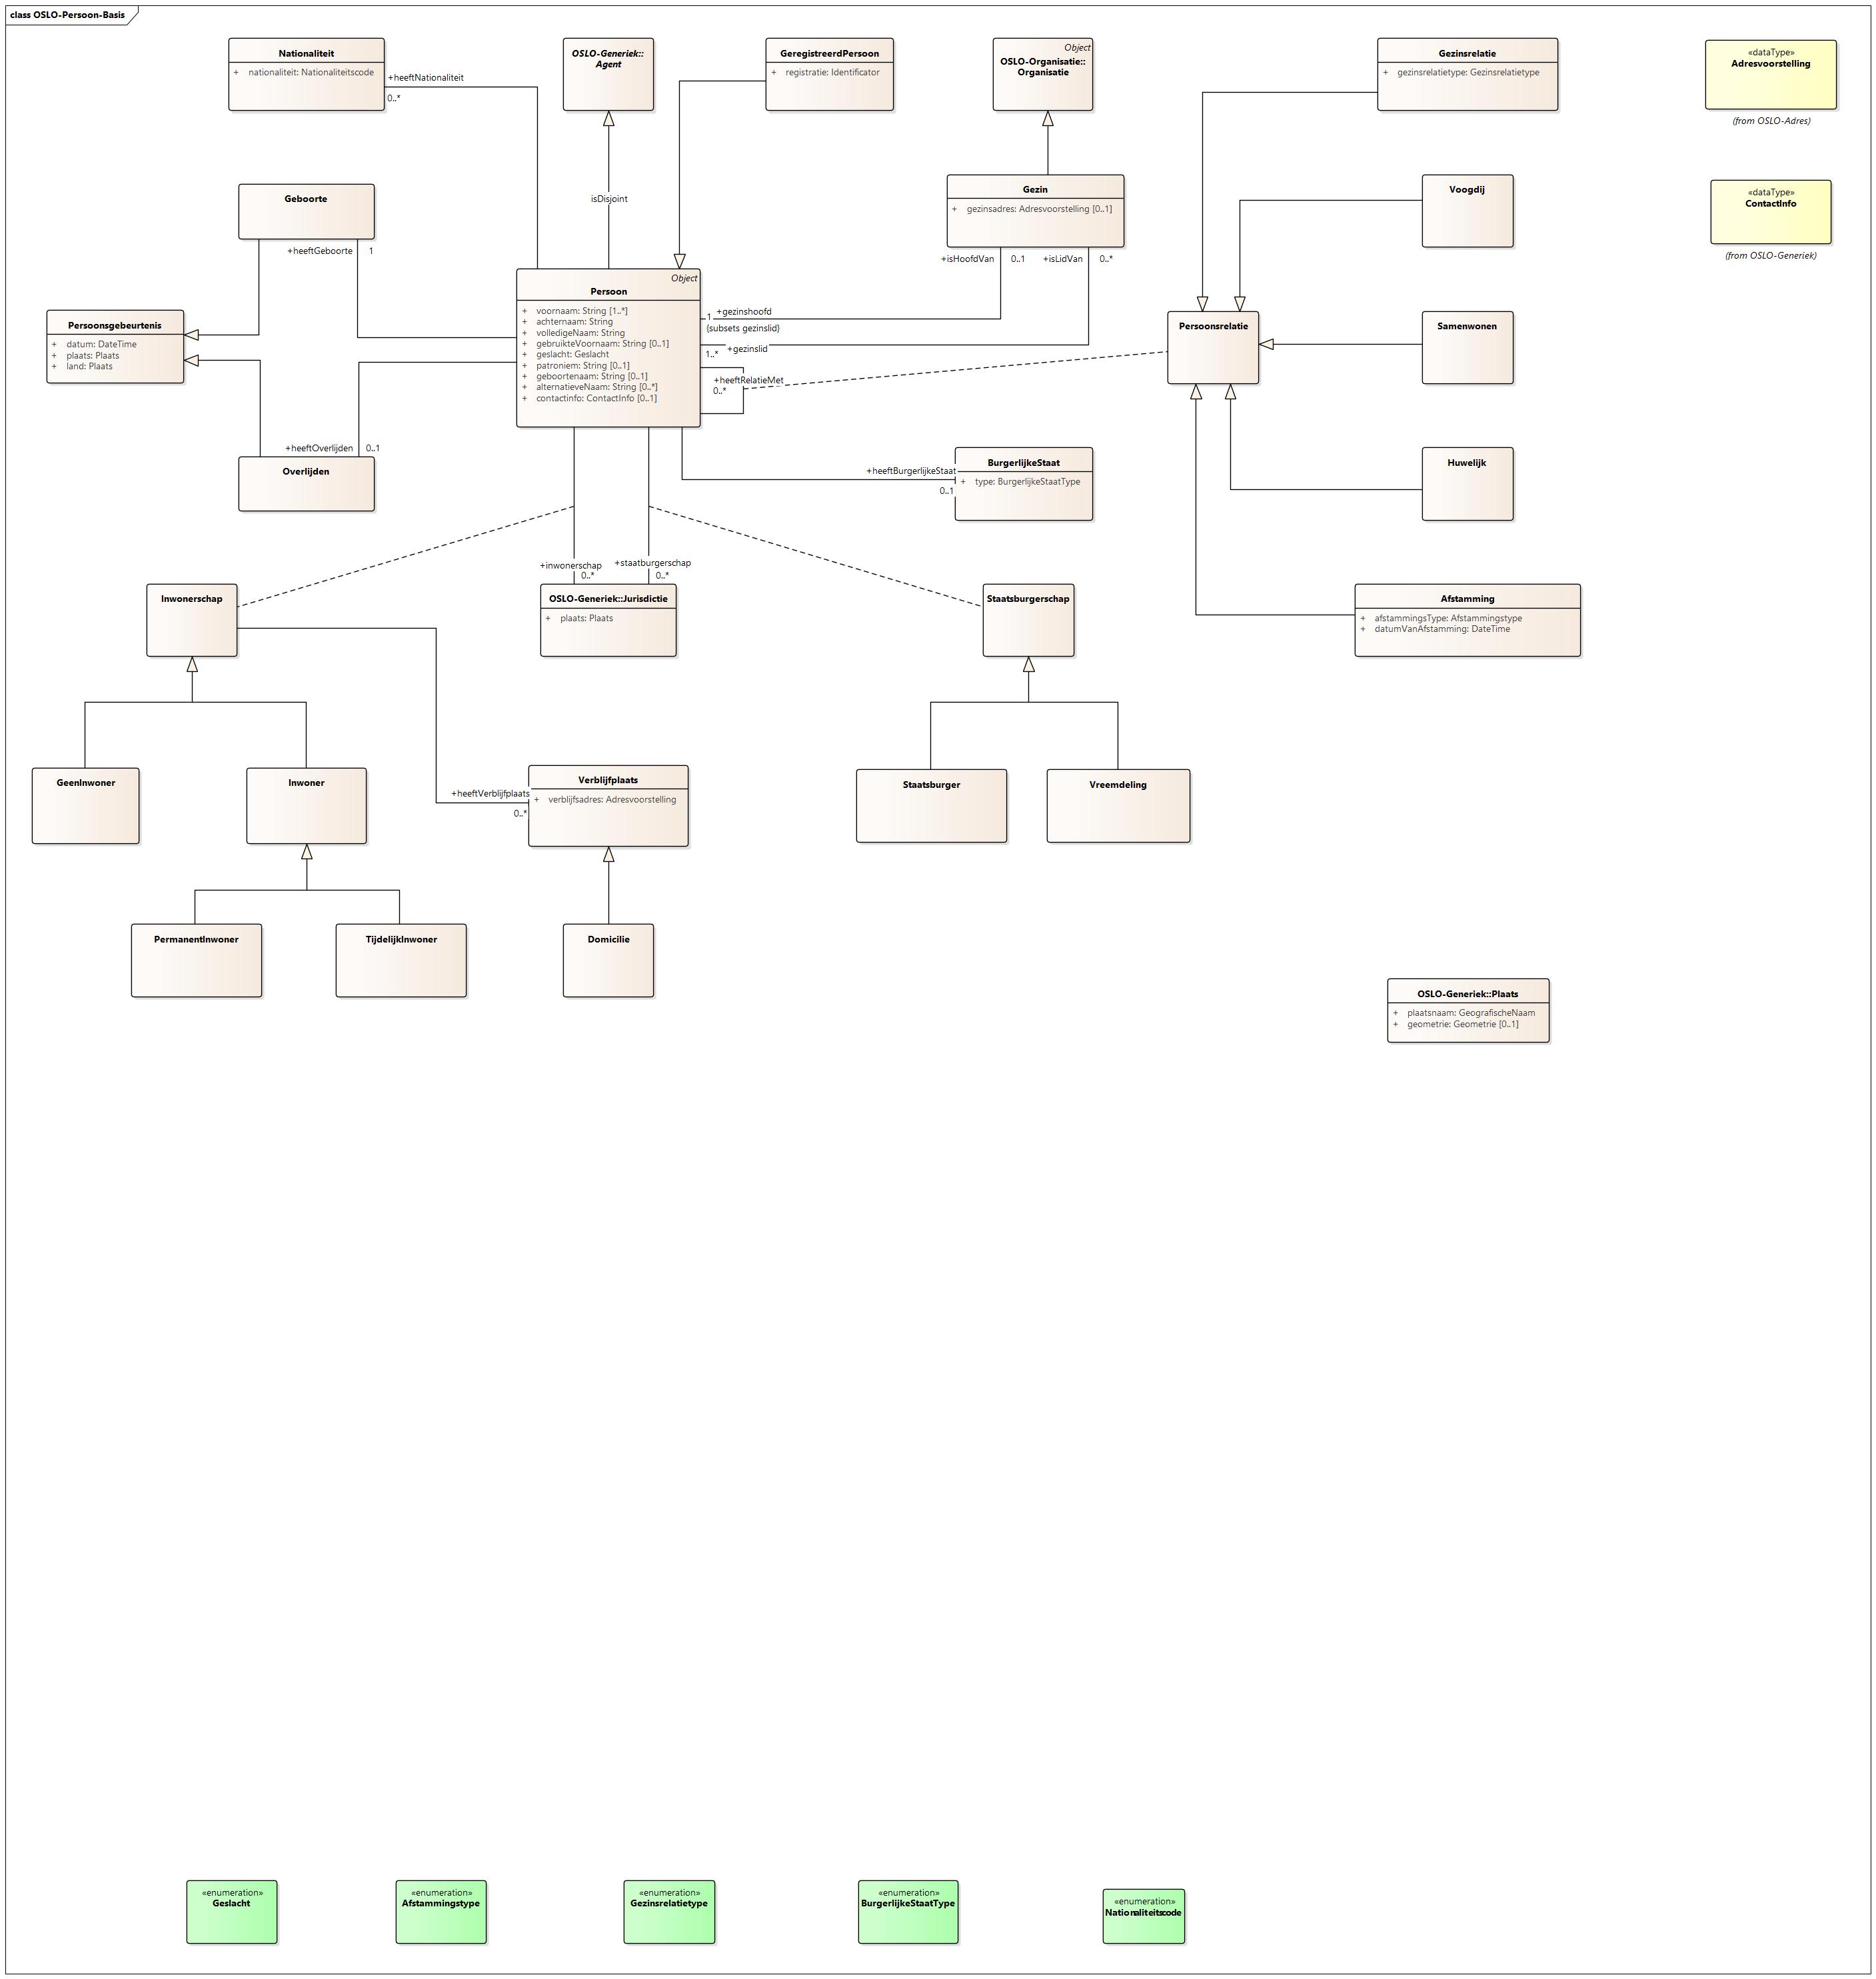 class OSLO-Persoon-Basis
Nationaliteit
+ nationaliteit: Nationaliteitscode
+heeftNationaliteit
0..*
OSLO-Generiek::
Agent
GeregistreerdPersoon
+ registratie: Identificator
Object
OSLO-Organisatie::
Organisatie
Gezinsrelatie
+ gezinsrelatietype: Gezinsrelatietype
«dataType»
Adresvoorstelling
(from OSLO-Adres)
Geboorte
+heeftGeboorte 1
isDisjoint
Gezin
+ gezinsadres: Adresvoorstelling [0..1]
+isHoofdVan 0..1 +isLidVan 0..*
Voogdij
«dataType»
ContactInfo
(from OSLO-Generiek)
Persoonsgebeurtenis
+ datum: DateTime
+ plaats: Plaats
+ land: Plaats
Object
Persoon
+ voornaam: String [1..*]
+ achternaam: String
+ volledigeNaam: String
+ gebruikteVoornaam: String [0..1]
+ geslacht: Geslacht
+ patroniem: String [0..1]
+ geboortenaam: String [0..1]
+ alternatieveNaam: String [0..*]
+ contactinfo: ContactInfo [0..1]
+gezinshoofd
1
{subsets gezinslid}
+gezinslid
1..*
+heeftRelatieMet
0..*
Persoonsrelatie
Samenwonen
+heeftOverlijden 0..1
Overlijden
+heeftBurgerlijkeStaat
0..1
BurgerlijkeStaat
+ type: BurgerlijkeStaatType
Huwelijk
+inwonerschap
0..*
+staatburgerschap
0..*
Inwonerschap
OSLO-Generiek::Jurisdictie
+ plaats: Plaats
Staatsburgerschap
Afstamming
+ afstammingsType: Afstammingstype
+ datumVanAfstamming: DateTime
GeenInwoner
Inwoner
+heeftVerblijfplaats
0..*
Verblijfplaats
+ verblijfsadres: Adresvoorstelling
Staatsburger
Vreemdeling
PermanentInwoner
TijdelijkInwoner
Domicilie
OSLO-Generiek::Plaats
+ plaatsnaam: GeografischeNaam
+ geometrie: Geometrie [0..1]
«enumeration»
Geslacht
«enumeration»
Afstammingstype
«enumeration»
Gezinsrelatietype
«enumeration»
BurgerlijkeStaatType
«enumeration»
Nationaliteitscode